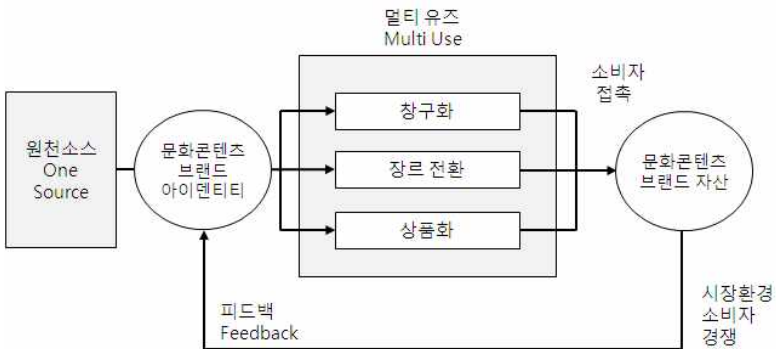 멀티 유즈
Multi Use
소비자
접촉
원천소스
One
Source
문화콘텐츠
브랜드
아이덴티티
창구화
장르 전환
상품화
문화콘텐츠
브랜드 자산
피드백
Feedback
시장환경
소비자
경쟁